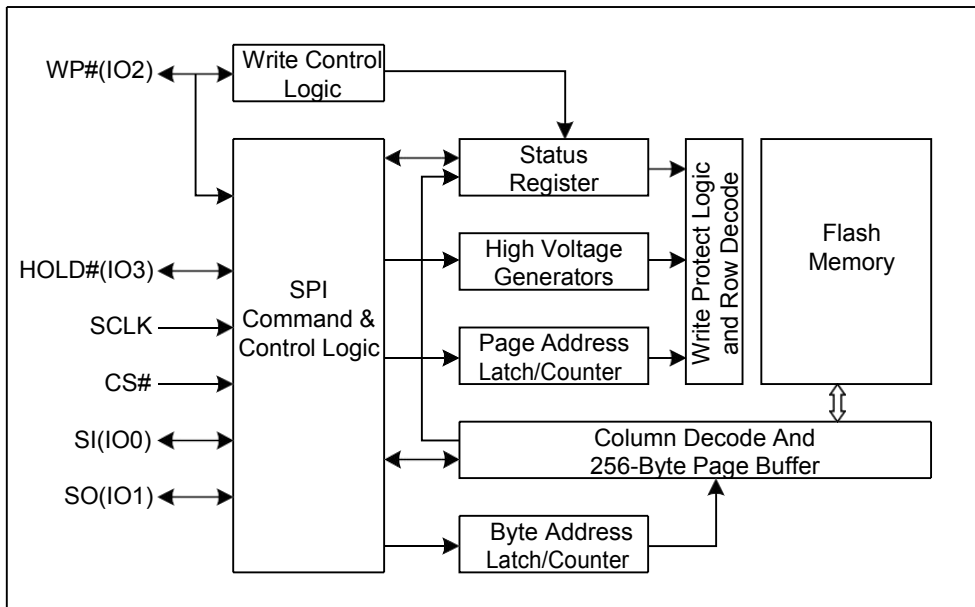 WP#(IO2)
Write Control
Logic
HOLD#(IO3)
SCLK
CS#
SI(IO0)
SO(IO1)
SPI
Command &
Control Logic
Status
Register
High Voltage
Generators
Page Address
Latch/Counter
Write Protect Logic
and Row Decode
Flash
Memory
Column Decode And
256-Byte Page Buffer
Byte Address
Latch/Counter